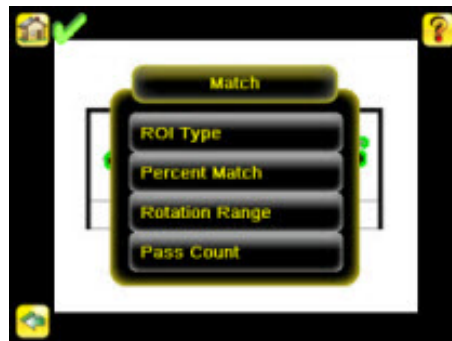 Match
ROI Type
Percent Match
Rotation Range
Pass Count